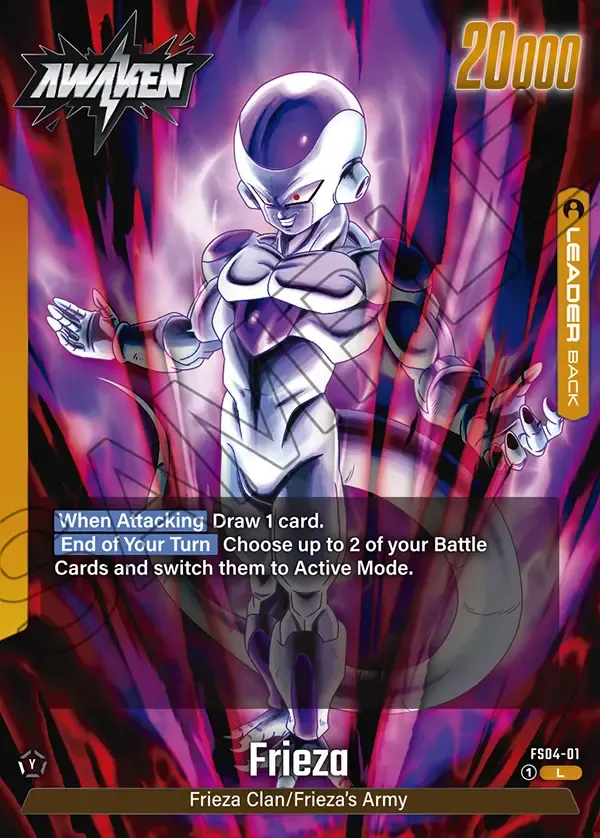 AWAKEN
20000
LEADER BACK
SAMPLE
When Attacking Draw 1 card.
End of Your Turn Choose up to 2 of your Battle
Cards and switch them to Active Mode.
Frieza
FS04-01
Y
1 L
Frieza Clan/Frieza's Army